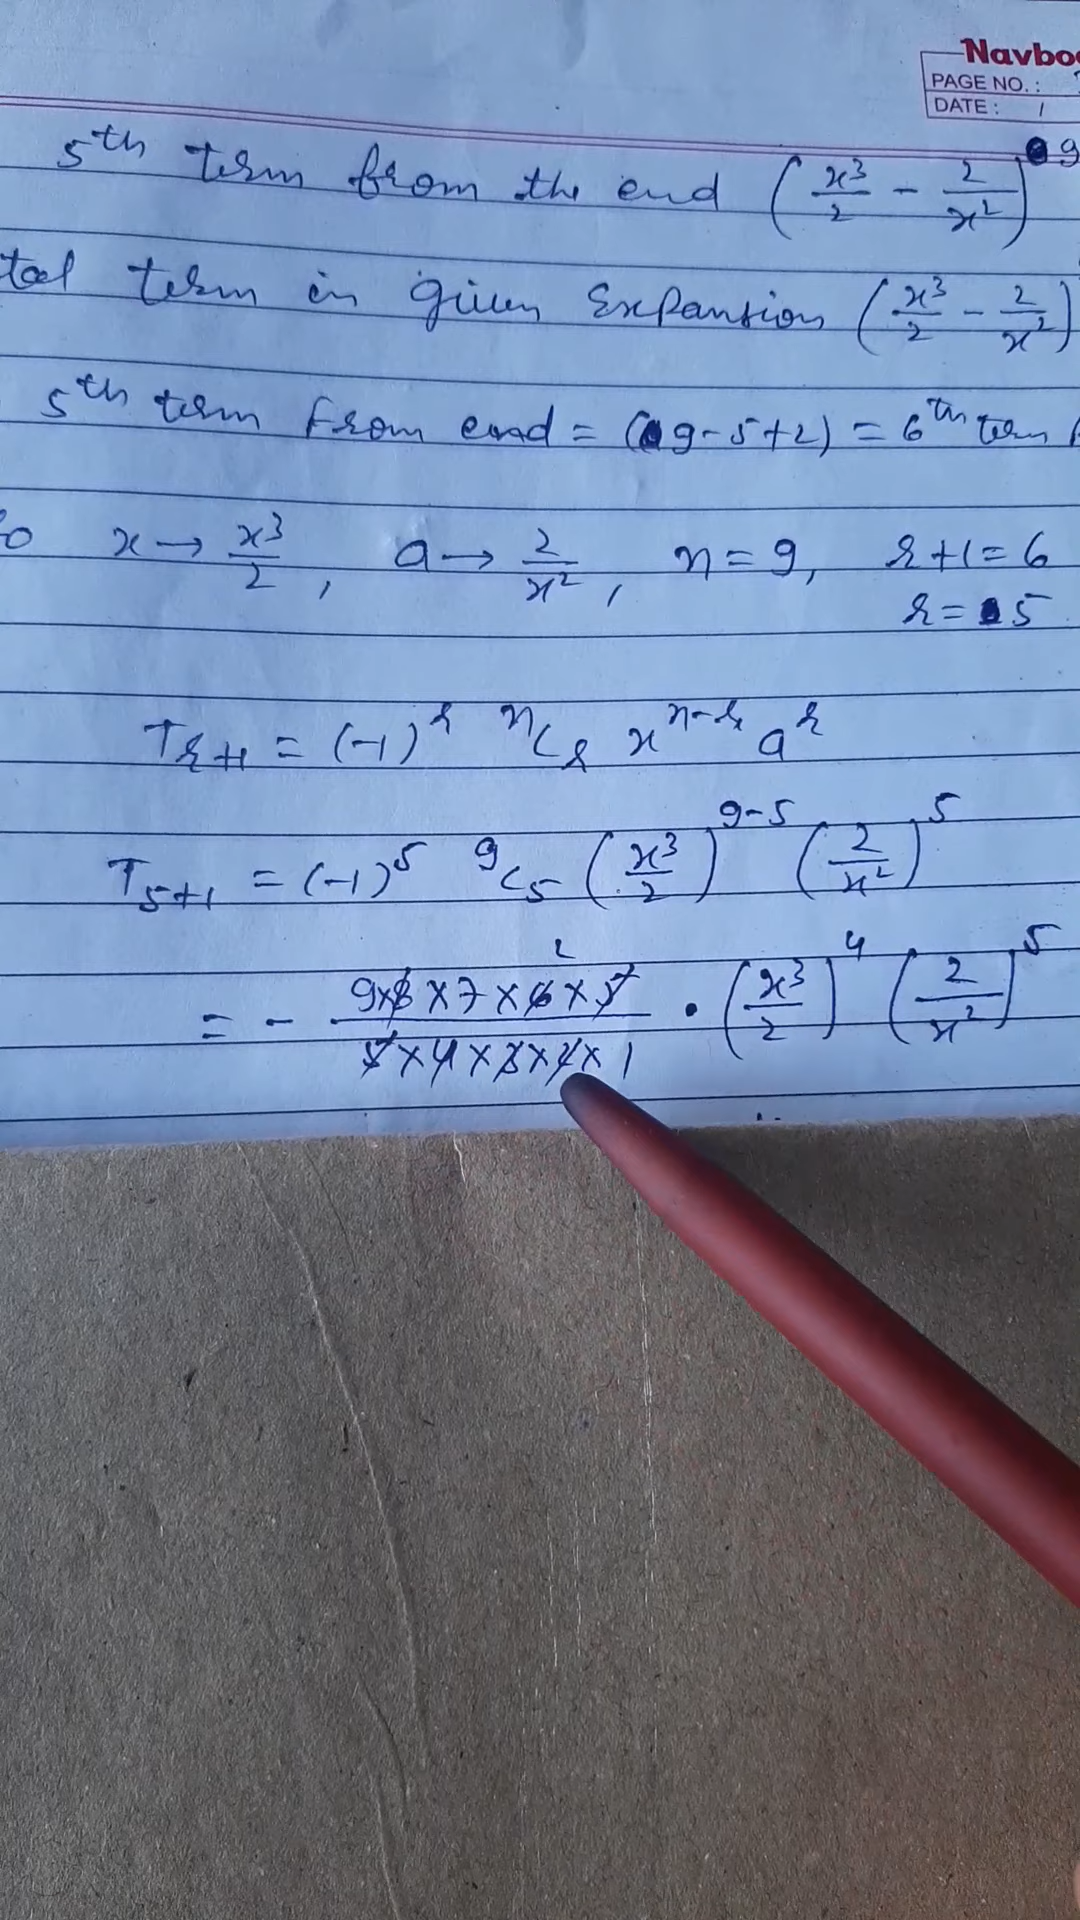 Navboo
PAGE NO.:
DATE: /
5th term from the end (x³/2 - 2/x²)9
tal term in given Expansion (x³/2 - 2/x²)
5th term from end = (9-5+2) = 6th term
x → x³/2, a → 2/x², n = 9, r+1=6
r = 5
Tr+1 = (-1)^r nCr x^n-r a^r
T5+1 = (-1)^5 9C5 (x³/2)^9-5 (2/x²)^5
2
= - 9×8×7×6×5 / 5×4×3×2×1 · (x³/2)^4 (2/x²)^5